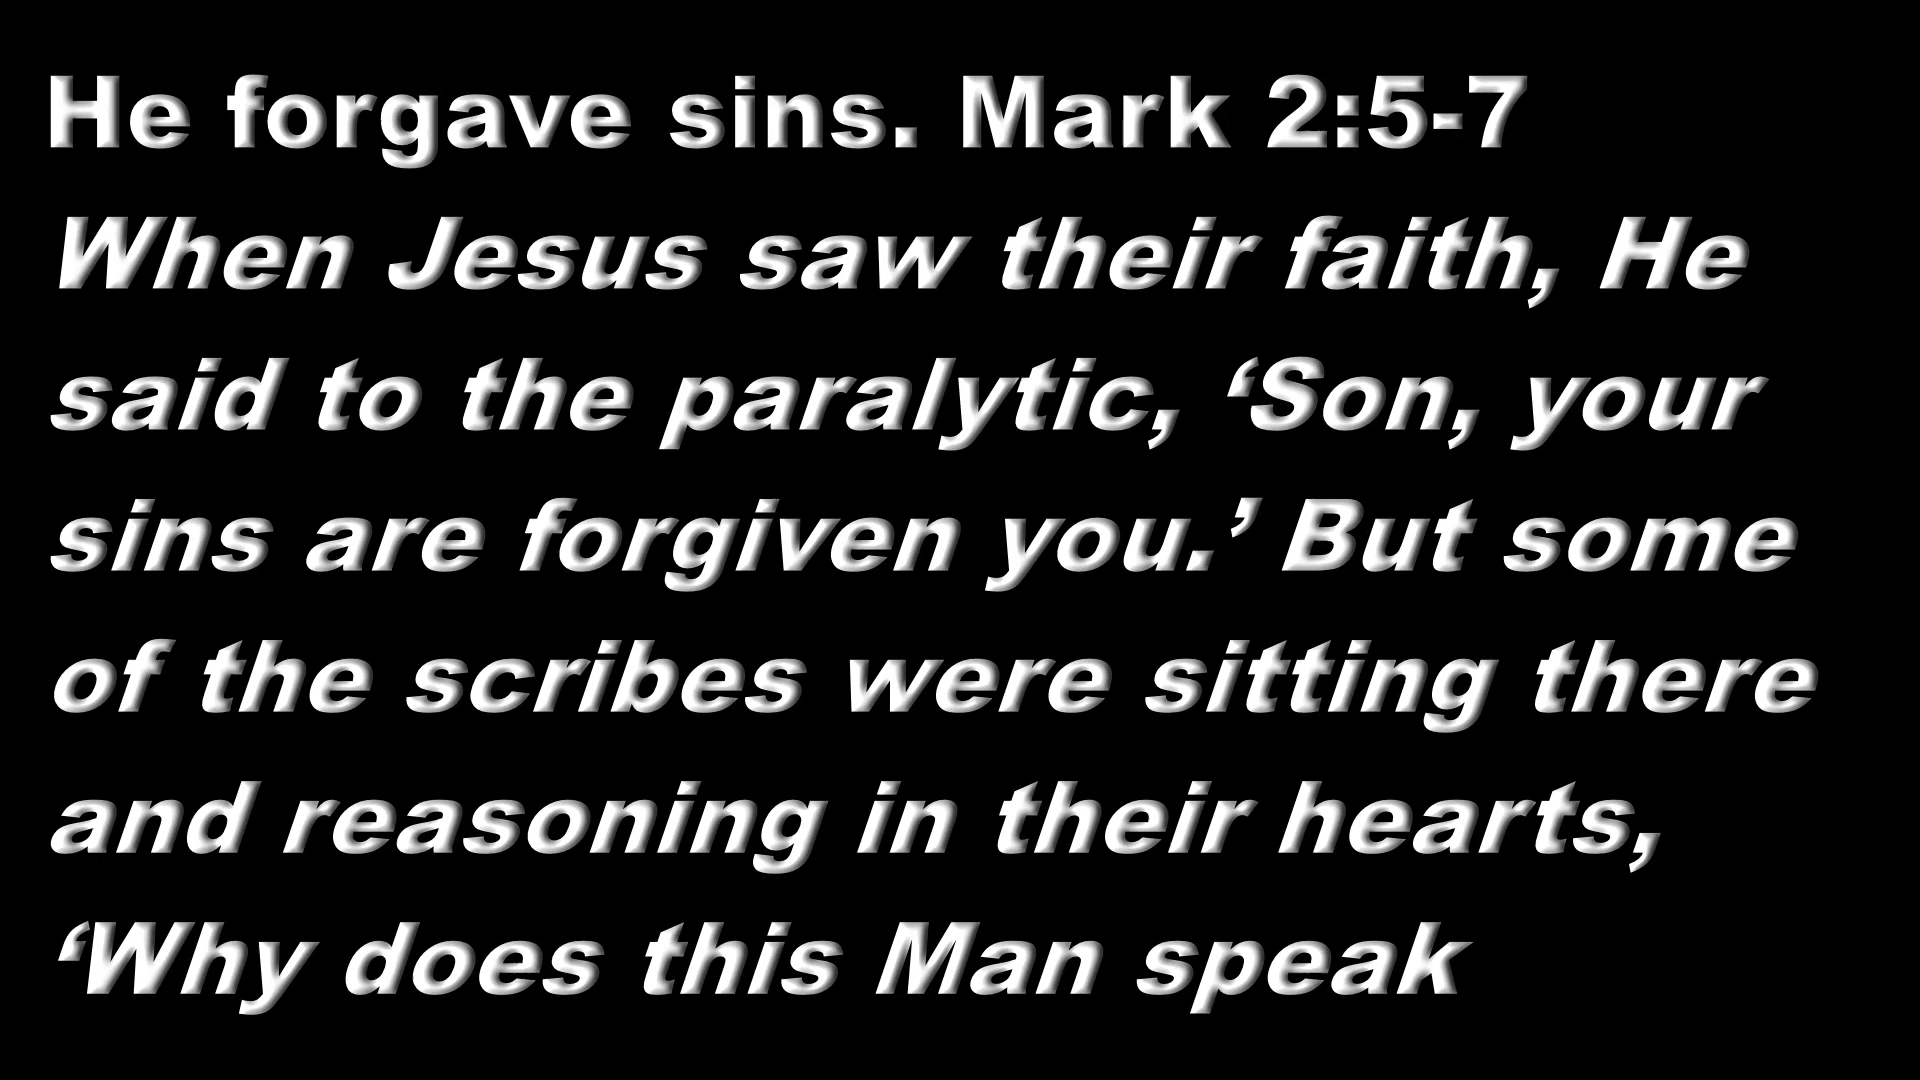 He forgave sins. Mark 2:5-7
When Jesus saw their faith, He
said to the paralytic, ‘Son, your
sins are forgiven you.’ But some
of the scribes were sitting there
and reasoning in their hearts,
‘Why does this Man speak